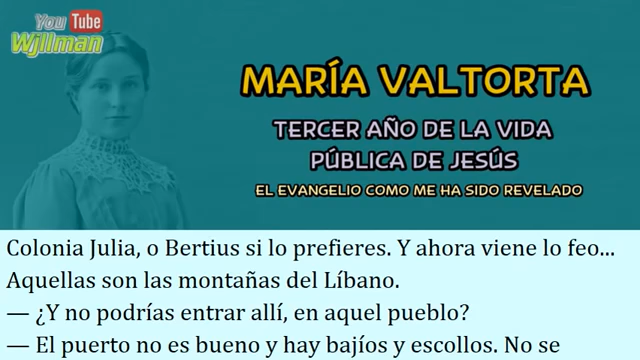 You Tube
Wjllman
MARÍA VALTORTA
TERCER AÑO DE LA VIDA
PÚBLICA DE JESÚS
EL EVANGELIO COMO ME HA SIDO REVELADO
Colonia Julia, o Bertius si lo prefieres. Y ahora viene lo feo...
Aquellas son las montañas del Líbano.
— ¿Y no podrías entrar allí, en aquel pueblo?
— El puerto no es bueno y hay bajíos y escollos. No se